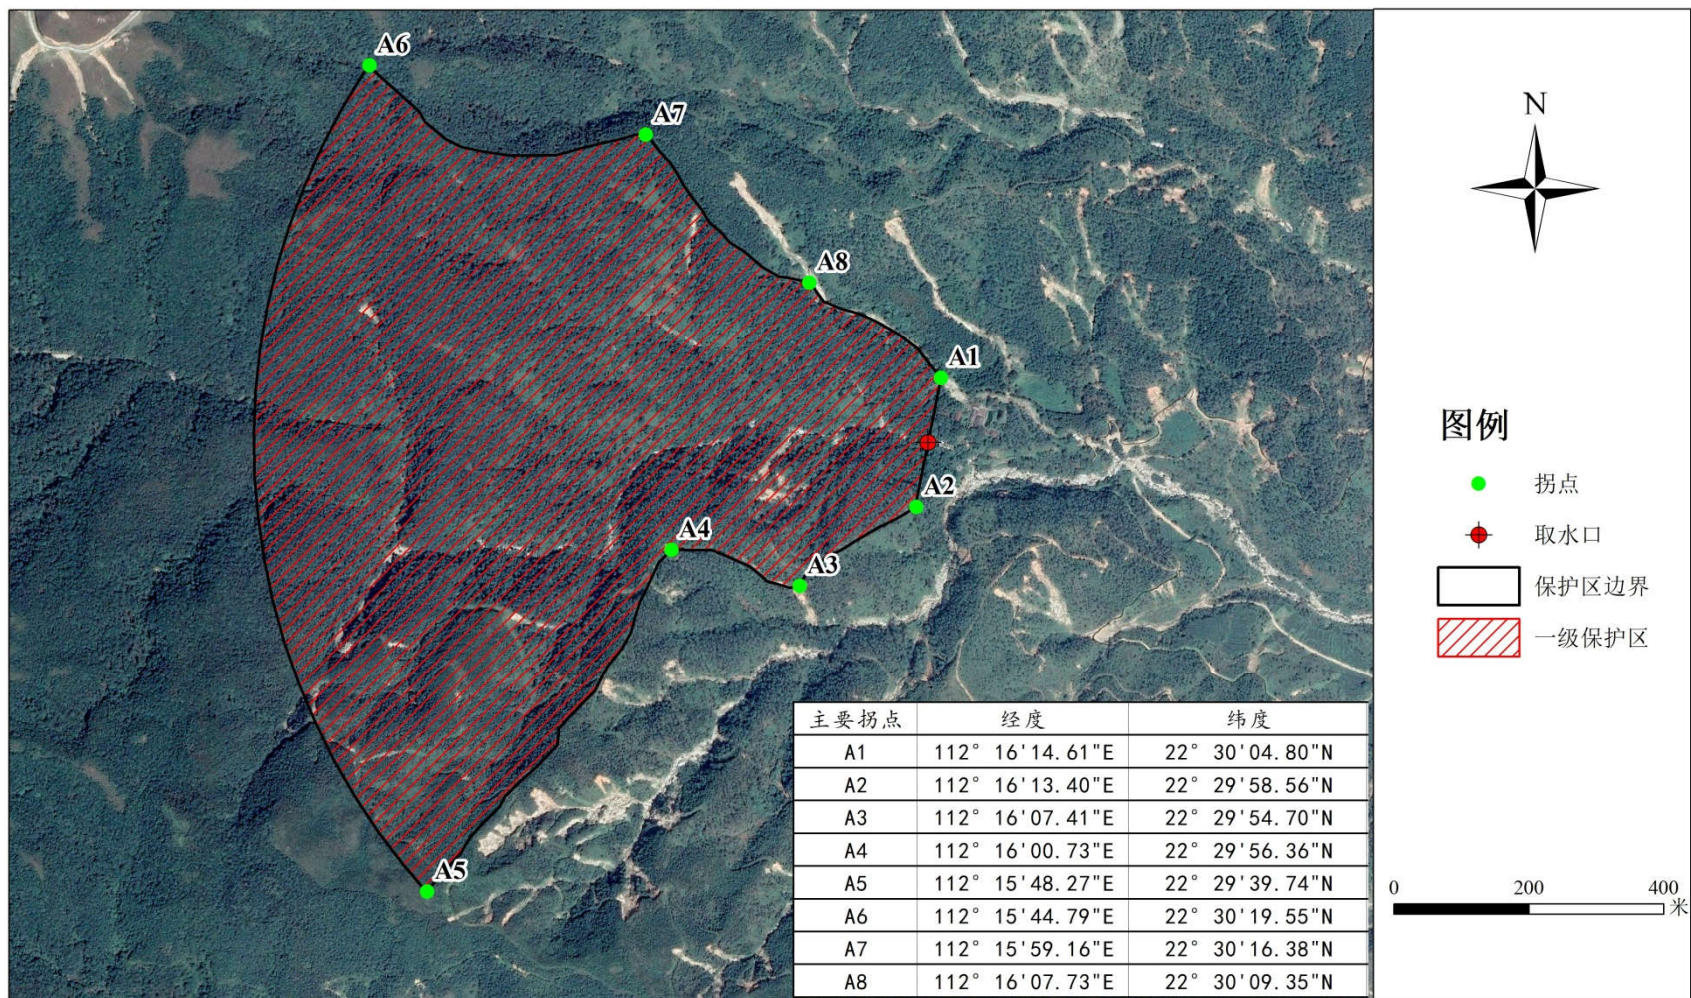 A6
A7
A8
A1
A2
A4
A3
A5
N
图例
拐点
取水口
保护区边界
一级保护区
0 200 400
米
主要拐点 经度 纬度
A1 112° 16'14.61"E 22° 30'04.80"N
A2 112° 16'13.40"E 22° 29'58.56"N
A3 112° 16'07.41"E 22° 29'54.70"N
A4 112° 16'00.73"E 22° 29'56.36"N
A5 112° 15'48.27"E 22° 29'39.74"N
A6 112° 15'44.79"E 22° 30'19.55"N
A7 112° 15'59.16"E 22° 30'16.38"N
A8 112° 16'07.73"E 22° 30'09.35"N